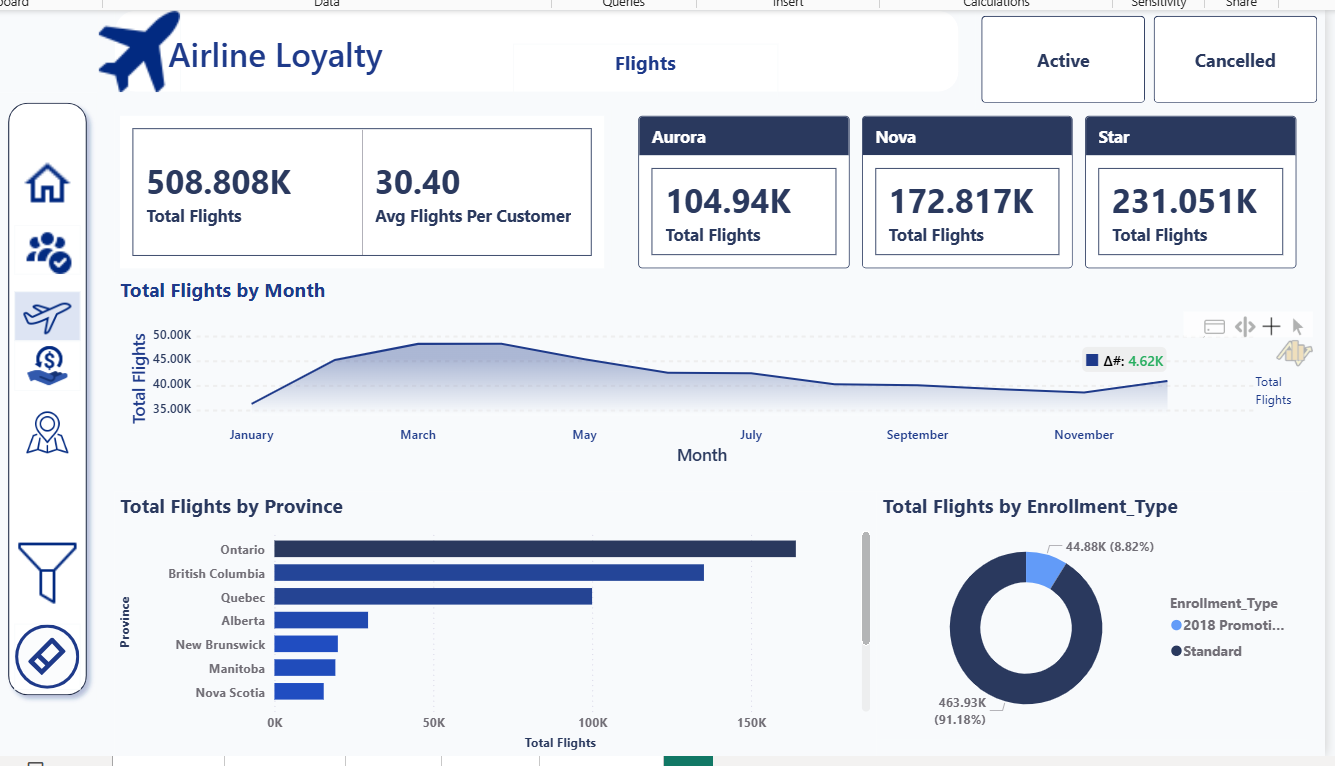 Data
Queries
Insert
Calculations
Sensitivity
Share
Airline Loyalty
Flights
Active
Cancelled
508.808K
Total Flights
30.40
Avg Flights Per Customer
Aurora
104.94K
Total Flights
Nova
172.817K
Total Flights
Star
231.051K
Total Flights
Total Flights by Month
Total Flights
50.00K
45.00K
40.00K
35.00K
Δ#: 4.62K
Total
Flights
January
March
May
July
September
November
Month
Total Flights by Province
Province
Ontario
British Columbia
Quebec
Alberta
New Brunswick
Manitoba
Nova Scotia
0K
50K
100K
150K
Total Flights
Total Flights by Enrollment_Type
44.88K (8.82%)
463.93K
(91.18%)
Enrollment_Type
2018 Promoti...
Standard